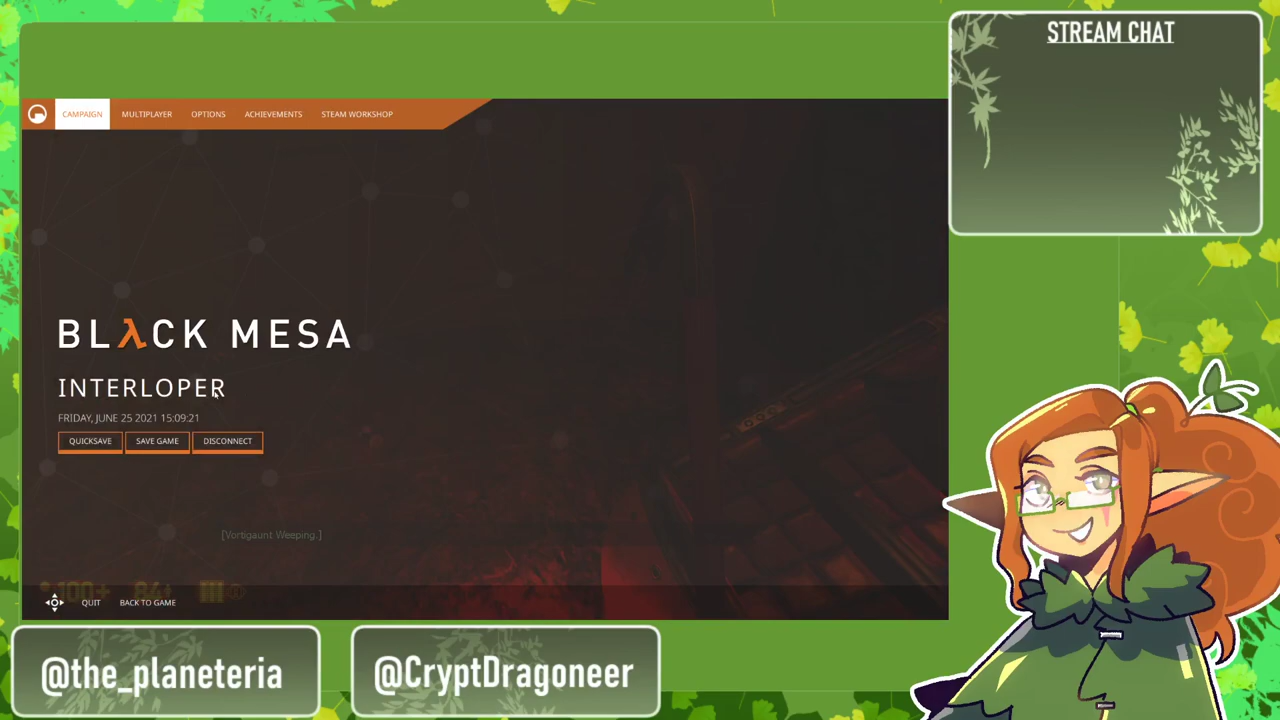 STREAM CHAT
CAMPAIGN MULTIPLAYER OPTIONS ACHIEVEMENTS STEAM WORKSHOP
BLλCK MESA
INTERLOPER
FRIDAY, JUNE 25 2021 15:09:21
QUICKSAVE SAVE GAME DISCONNECT
[Vortigaunt Weeping.]
100
QUIT BACK TO GAME
@the_planeteria @CryptDragoneer